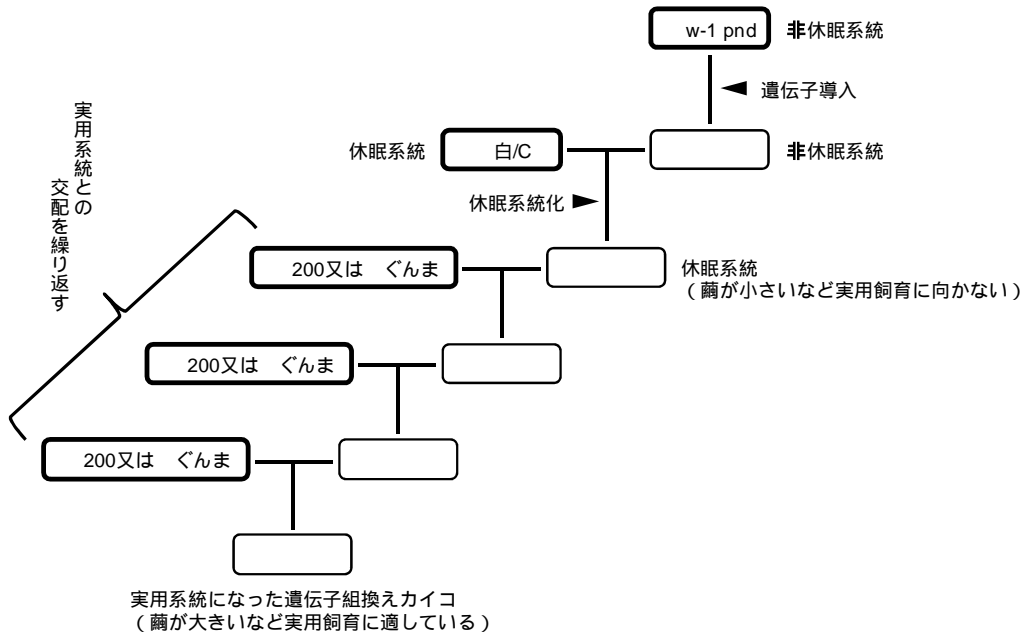 w-1 pnd
非休眠系統
遺伝子導入
休眠系統
白/C
非休眠系統
休眠系統化
実用系統との
交配を繰り返す
200又は ぐんま
休眠系統
（繭が小さいなど実用飼育に向かない）
200又は ぐんま
200又は ぐんま
実用系統になった遺伝子組換えカイコ
（繭が大きいなど実用飼育に適している）